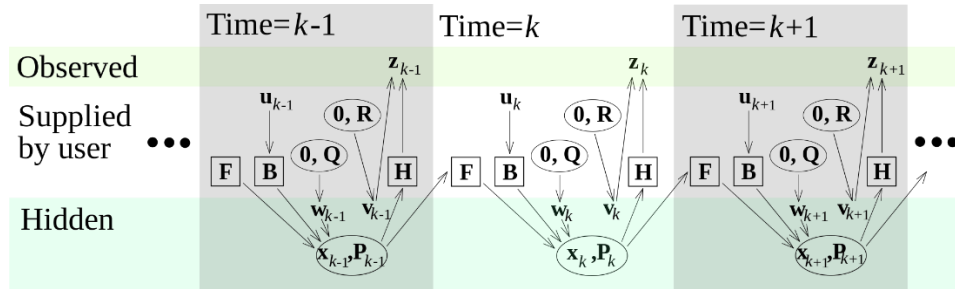 Time=k-1 Time=k Time=k+1
Observed z_{k-1} z_k z_{k+1}
Supplied by user
u_{k-1} 0, R u_k 0, R u_{k+1} 0, R
••• •••
0, Q 0, Q 0, Q
F B H F B H F B H
Hidden
w_{k-1} v_{k-1} w_k v_k w_{k+1} v_{k+1}
x_{k-1},P_{k-1} x_k,P_k x_{k+1},P_{k+1}